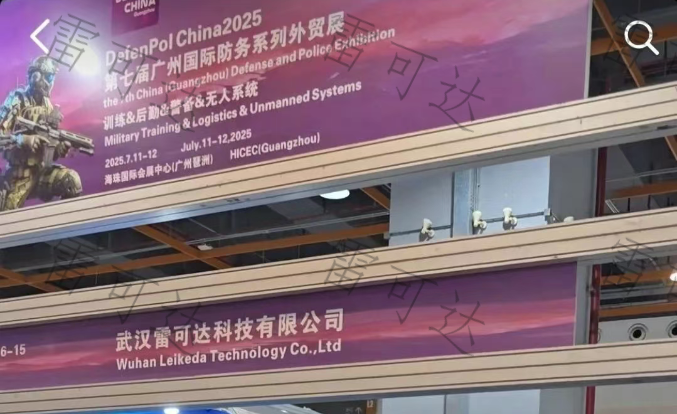 CHINA
Guangzhou
DefenPol China2025
第七届广州国际防务系列外贸展
the 7th China (Guangzhou) Defense and Police Exhibition
训练&后勤&警备&无人系统
Military Training & Logistics & Unmanned Systems
2025.7.11-12 July.11-12,2025
海珠国际会展中心(广州琶洲) HICEC(Guangzhou)
雷可达
雷可达
雷可达
雷可达
6-15
武汉雷可达科技有限公司
Wuhan Leikeda Technology Co.,Ltd